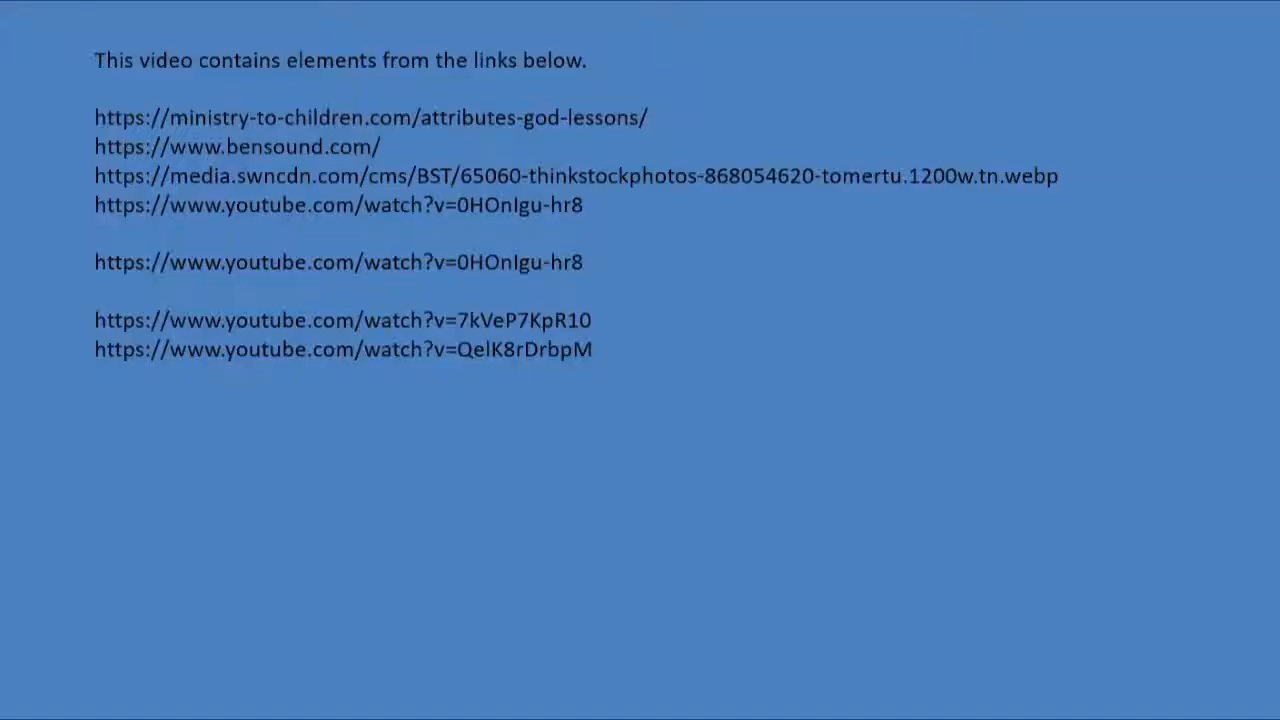 This video contains elements from the links below.
https://ministry-to-children.com/attributes-god-lessons/
https://www.bensound.com/
https://media.swncdn.com/cms/BST/65060-thinkstockphotos-868054620-tomertu.1200w.tn.webp
https://www.youtube.com/watch?v=0HOnIgu-hr8
https://www.youtube.com/watch?v=0HOnIgu-hr8
https://www.youtube.com/watch?v=7kVeP7KpR10
https://www.youtube.com/watch?v=QelK8rDrbpM